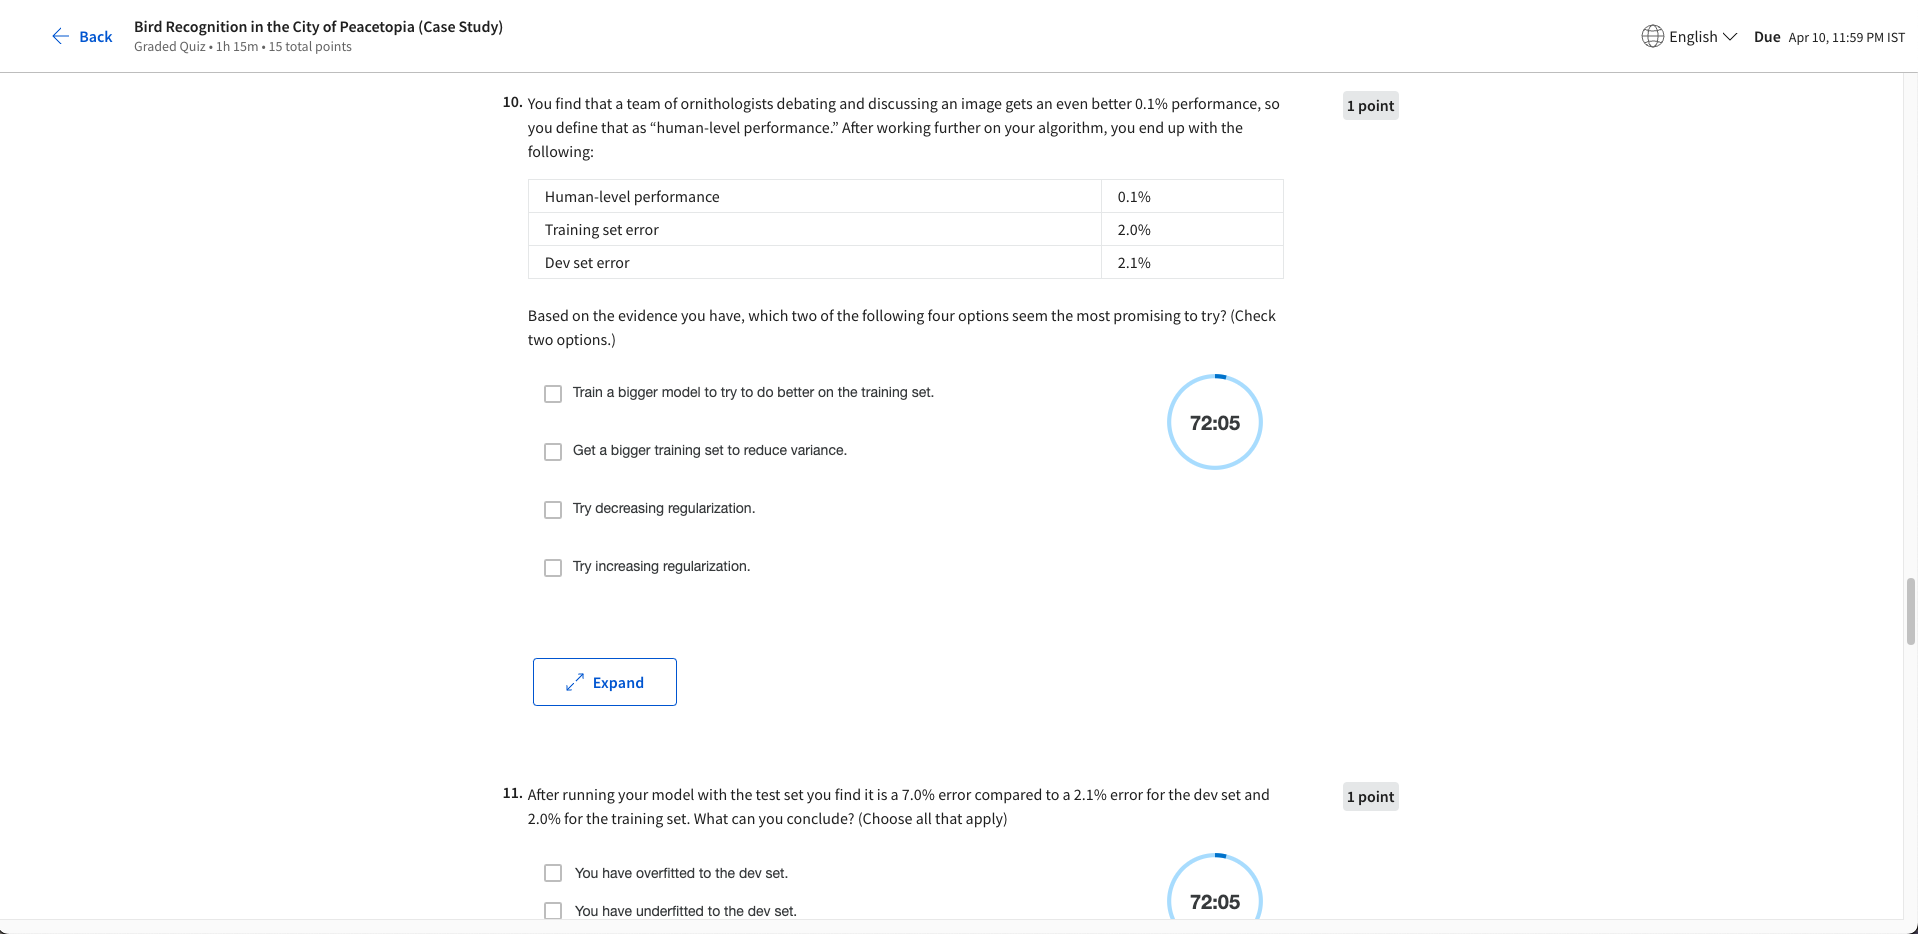 Back
Bird Recognition in the City of Peacetopia (Case Study)
Graded Quiz • 1h 15m • 15 total points
English
Due Apr 10, 11:59 PM IST
10. You find that a team of ornithologists debating and discussing an image gets an even better 0.1% performance, so
you define that as “human-level performance.” After working further on your algorithm, you end up with the
following:
1 point
Human-level performance 0.1%
Training set error 2.0%
Dev set error 2.1%
Based on the evidence you have, which two of the following four options seem the most promising to try? (Check
two options.)
Train a bigger model to try to do better on the training set.
72:05
Get a bigger training set to reduce variance.
Try decreasing regularization.
Try increasing regularization.
Expand
11. After running your model with the test set you find it is a 7.0% error compared to a 2.1% error for the dev set and
2.0% for the training set. What can you conclude? (Choose all that apply)
1 point
You have overfitted to the dev set.
72:05
You have underfitted to the dev set.